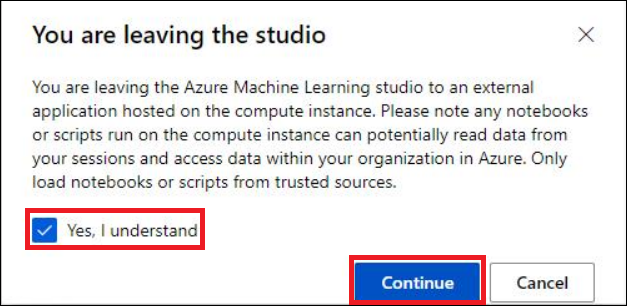 You are leaving the studio
You are leaving the Azure Machine Learning studio to an external
application hosted on the compute instance. Please note any notebooks
or scripts run on the compute instance can potentially read data from
your sessions and access data within your organization in Azure. Only
load notebooks or scripts from trusted sources.
Yes, I understand
Continue Cancel